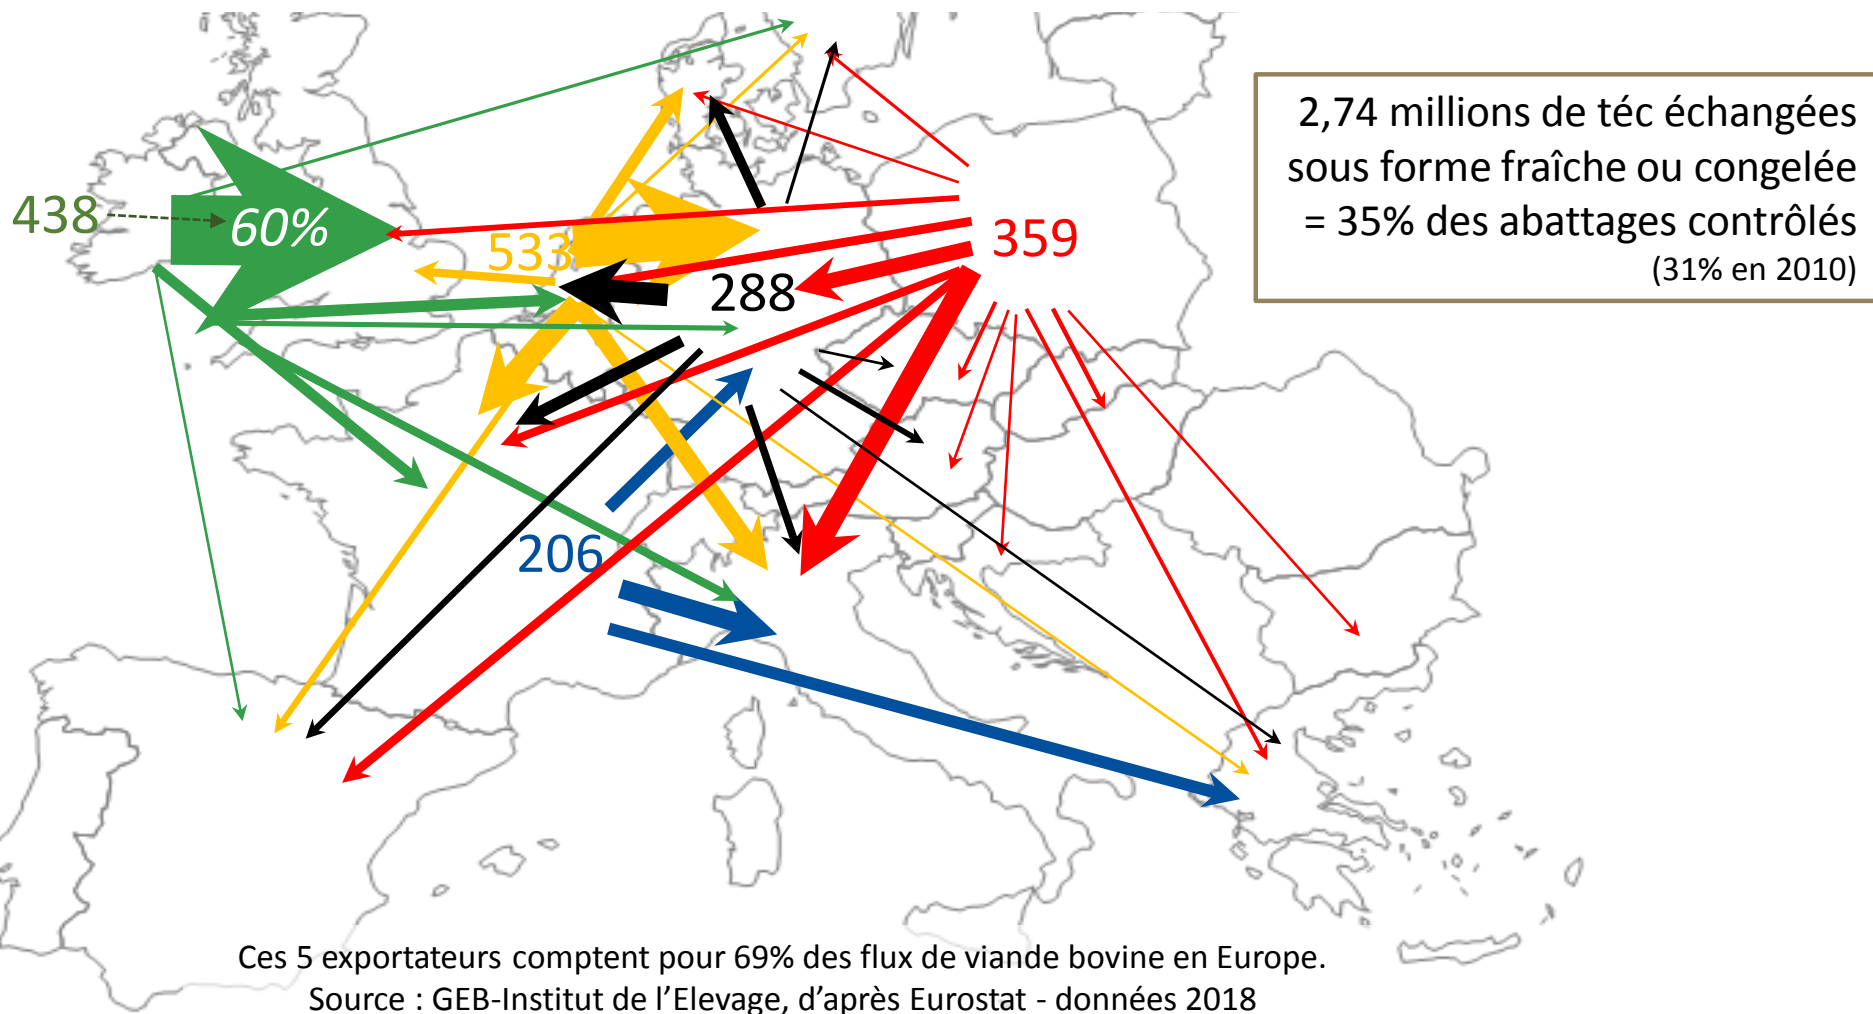 2,74 millions de téc échangées
sous forme fraîche ou congelée
= 35% des abattages contrôlés
(31% en 2010)
438
60%
533
359
288
206
Ces 5 exportateurs comptent pour 69% des flux de viande bovine en Europe.
Source : GEB-Institut de l’Elevage, d’après Eurostat - données 2018